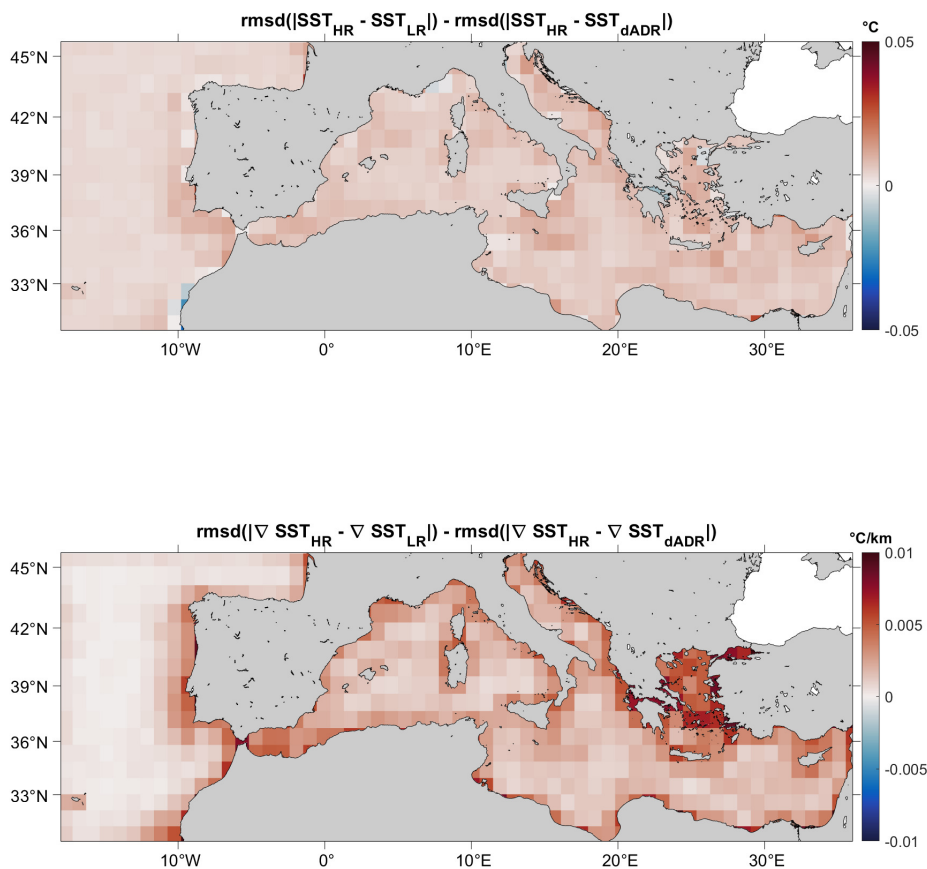 rmsd(|SST_HR - SST_LR|) - rmsd(|SST_HR - SST_dADR|)
°C
45°N
42°N
39°N
36°N
33°N
10°W 0° 10°E 20°E 30°E
0.05
0
-0.05
rmsd(|∇ SST_HR - ∇ SST_LR|) - rmsd(|∇ SST_HR - ∇ SST_dADR|)
°C/km
45°N
42°N
39°N
36°N
33°N
10°W 0° 10°E 20°E 30°E
0.01
0.005
0
-0.005
-0.01